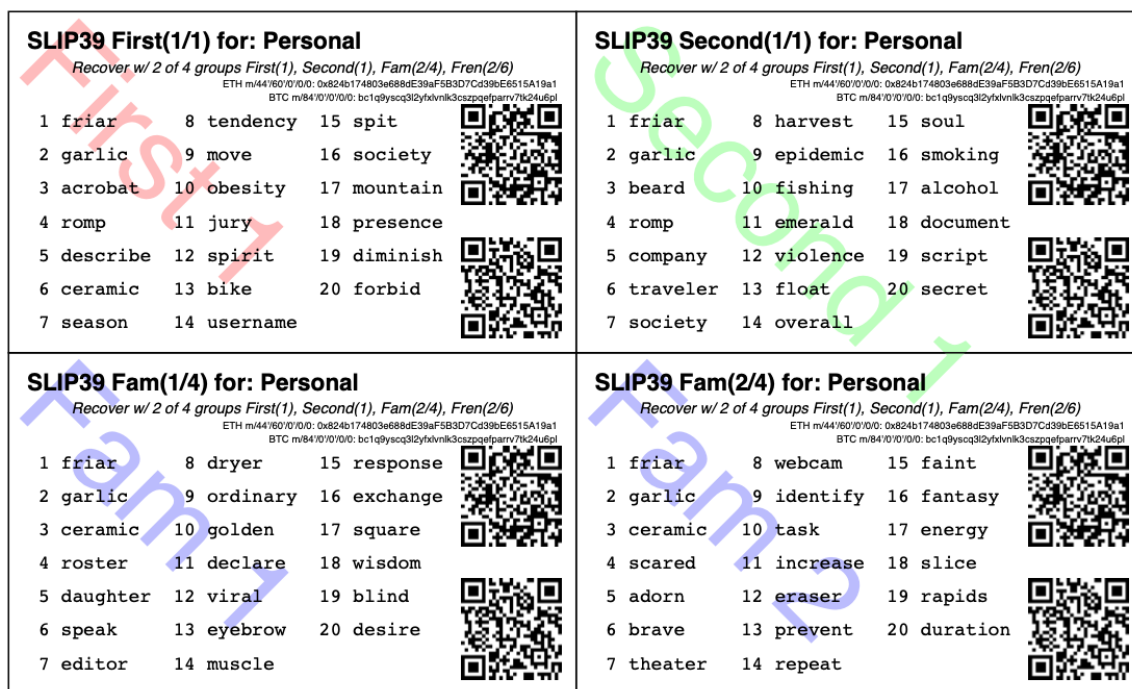 SLIP39 First(1/1) for: Personal
Recover w/ 2 of 4 groups First(1), Second(1), Fam(2/4), Fren(2/6)
ETH m/44'/60'/0'/0/0: 0x824b174803e688dE39aF5B3D7Cd39bE6515A19a1
BTC m/84'/0'/0'/0/0: bc1q9yscq3l2yfxlvnlk3cszpqefparrv7tk24u6pl
1 friar 8 tendency 15 spit
2 garlic 9 move 16 society
3 acrobat 10 obesity 17 mountain
4 romp 11 jury 18 presence
5 describe 12 spirit 19 diminish
6 ceramic 13 bike 20 forbid
7 season 14 username
First 1
SLIP39 Second(1/1) for: Personal
Recover w/ 2 of 4 groups First(1), Second(1), Fam(2/4), Fren(2/6)
ETH m/44'/60'/0'/0/0: 0x824b174803e688dE39aF5B3D7Cd39bE6515A19a1
BTC m/84'/0'/0'/0/0: bc1q9yscq3l2yfxlvnlk3cszpqefparrv7tk24u6pl
1 friar 8 harvest 15 soul
2 garlic 9 epidemic 16 smoking
3 beard 10 fishing 17 alcohol
4 romp 11 emerald 18 document
5 company 12 violence 19 script
6 traveler 13 float 20 secret
7 society 14 overall
Second 1
SLIP39 Fam(1/4) for: Personal
Recover w/ 2 of 4 groups First(1), Second(1), Fam(2/4), Fren(2/6)
ETH m/44'/60'/0'/0/0: 0x824b174803e688dE39aF5B3D7Cd39bE6515A19a1
BTC m/84'/0'/0'/0/0: bc1q9yscq3l2yfxlvnlk3cszpqefparrv7tk24u6pl
1 friar 8 dryer 15 response
2 garlic 9 ordinary 16 exchange
3 ceramic 10 golden 17 square
4 roster 11 declare 18 wisdom
5 daughter 12 viral 19 blind
6 speak 13 eyebrow 20 desire
7 editor 14 muscle
Fam 1
SLIP39 Fam(2/4) for: Personal
Recover w/ 2 of 4 groups First(1), Second(1), Fam(2/4), Fren(2/6)
ETH m/44'/60'/0'/0/0: 0x824b174803e688dE39aF5B3D7Cd39bE6515A19a1
BTC m/84'/0'/0'/0/0: bc1q9yscq3l2yfxlvnlk3cszpqefparrv7tk24u6pl
1 friar 8 webcam 15 faint
2 garlic 9 identify 16 fantasy
3 ceramic 10 task 17 energy
4 scared 11 increase 18 slice
5 adorn 12 eraser 19 rapids
6 brave 13 prevent 20 duration
7 theater 14 repeat
Fam 2